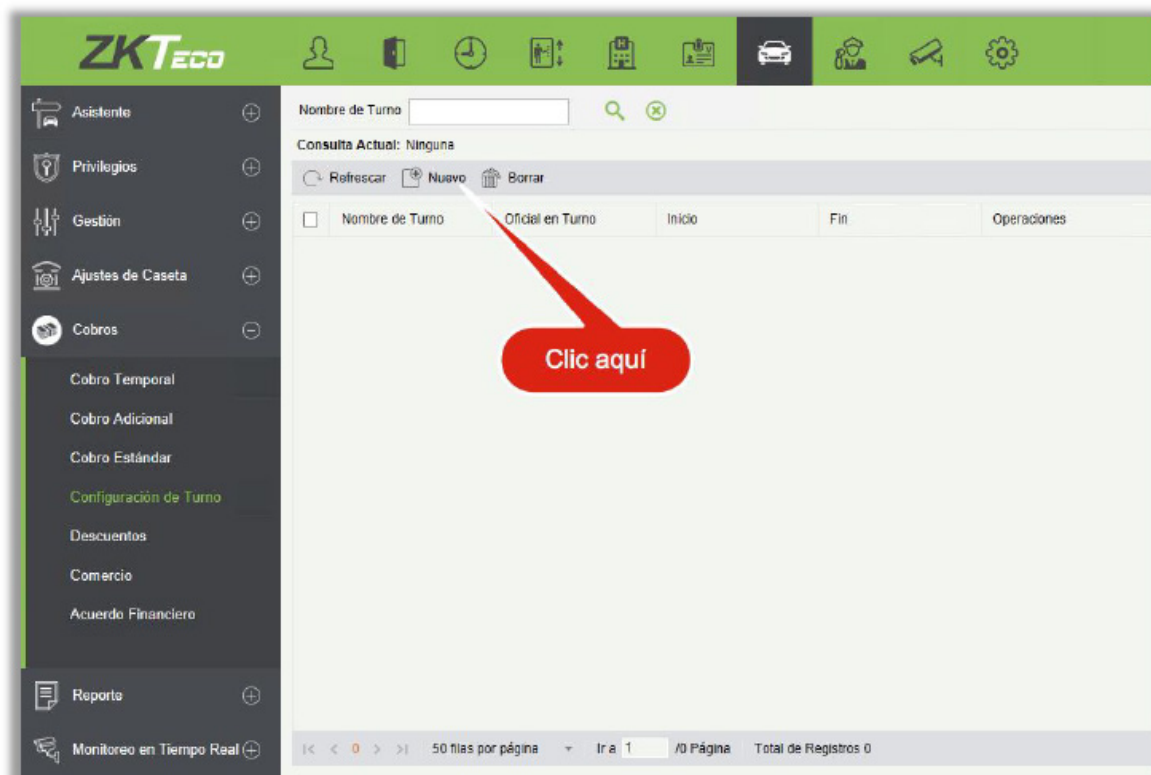 ZKTECO
Asistente
Privilegios
Gestión
Ajustes de Caseta
Cobros
Cobro Temporal
Cobro Adicional
Cobro Estándar
Configuración de Turno
Descuentos
Comercio
Acuerdo Financiero
Reporte
Monitoreo en Tiempo Real
Nombre de Turno
Consulta Actual: Ninguna
Refrescar Nuevo Borrar
Nombre de Turno Oficial en Turno Inicio Fin Operaciones
Clic aquí
|< < 0 > >| 50 filas por página Ir a 1 /0 Página Total de Registros 0